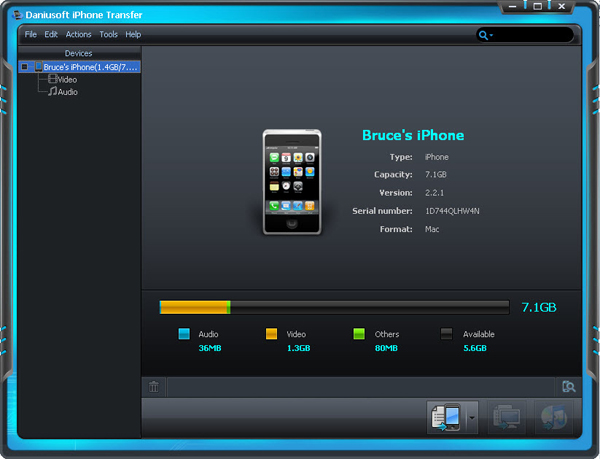 Daniusoft iPhone Transfer
File Edit Actions Tools Help
Devices
Bruce's iPhone(1.4GB/7....
Video
Audio
Bruce's iPhone
Type: iPhone
Capacity: 7.1GB
Version: 2.2.1
Serial number: 1D744QLHW4N
Format: Mac
7.1GB
Audio Video Others Available
36MB 1.3GB 80MB 5.6GB